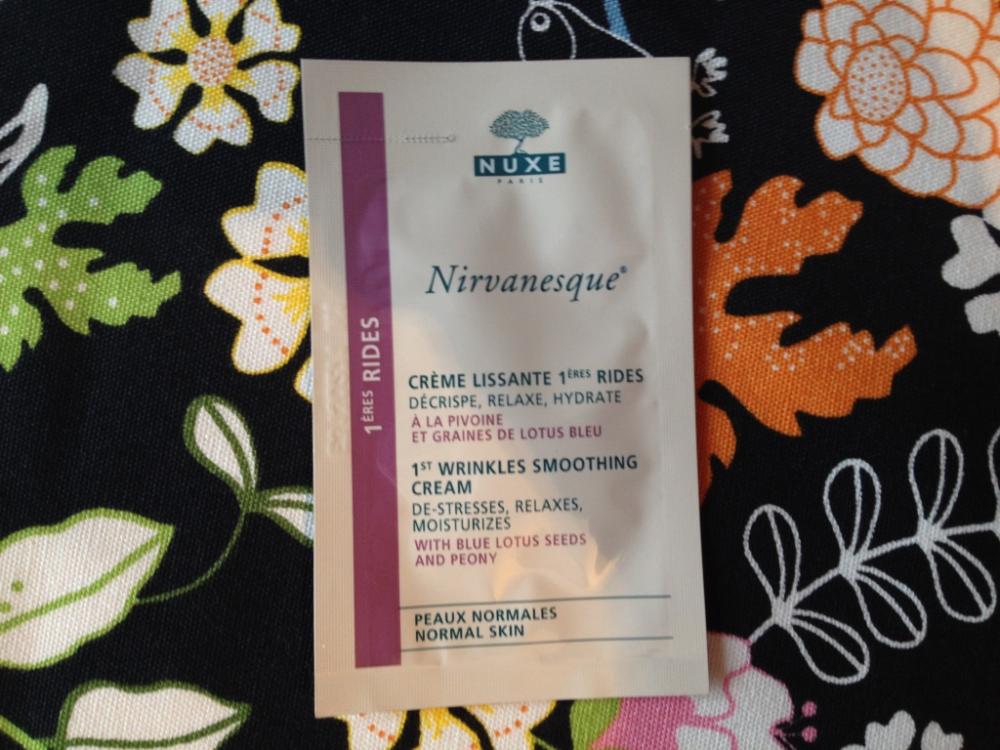 NUXE
PARIS
Nirvanesque®
1ÈRES RIDES
CRÈME LISSANTE 1ÈRES RIDES
DÉCRISPE, RELAXE, HYDRATE
À LA PIVOINE
ET GRAINES DE LOTUS BLEU
1ST WRINKLES SMOOTHING
CREAM
DE-STRESSES, RELAXES,
MOISTURIZES
WITH BLUE LOTUS SEEDS
AND PEONY
PEAUX NORMALES
NORMAL SKIN